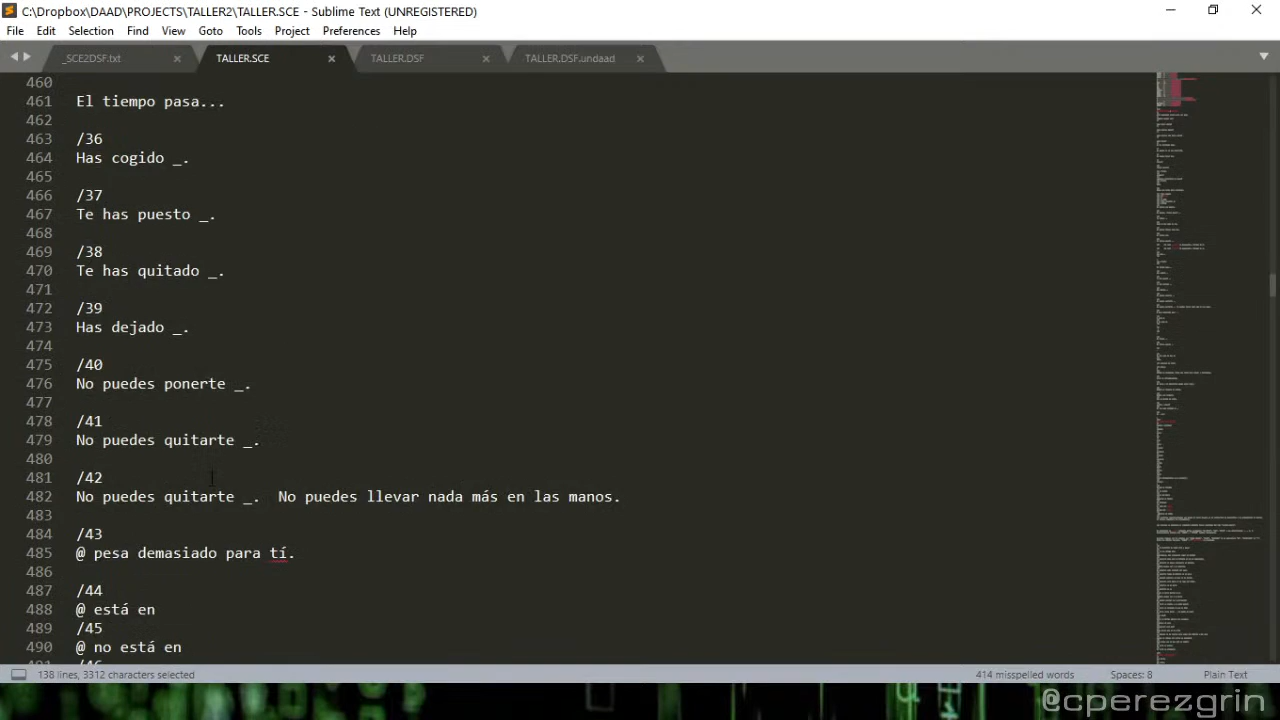 C:\Dropbox\DAAD\PROJECTS\TALLER2\TALLER.SCE - Sublime Text (UNREGISTERED)
File Edit Selection Find View Goto Tools Project Preferences Help
_SCE2DSF.txt TALLER.SCE TALLER.DSF TALLER.DSF.undaad
460
461 El tiempo pasa...
462
463 /36
464 Has cogido _.
465
466 /37
467 Te has puesto _.
468
469 /38
470 Te has quitado _.
471
472 /39
473 Has dejado _.
474
475 /40
476 No puedes ponerte _.
477
478 /41
479 No puedes quitarte _.
480
481 /42
482 No puedes quitarte _.  No puedes llevar nada más en las manos.
483
484 /43
485 @ pesa demasiado para tí.
486
487 /44
488 @ está en
489 /45
490 @ no está en
491 /46
138 lines, 3312 characters selected 414 misspelled words Spaces: 8 Plain Text
@cperezgrin